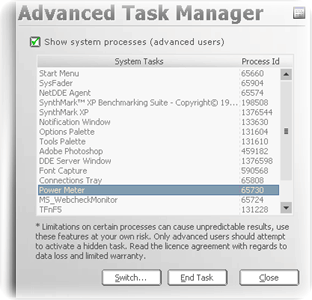 Advanced Task Manager
Show system processes (advanced users)
System Tasks Process Id
Start Menu 65660
SysFader 65904
NetDDE Agent 65574
SynthMark™ XP Benchmarking Suite - Copyright© 19... 198508
SynthMark XP 1376544
Notification Window 133630
Options Palette 131604
Tools Palette 131610
Adobe Photoshop 459182
DDE Server Window 1376598
Font Capture 590568
Connections Tray 65808
Power Meter 65730
MS_WebcheckMonitor 65724
TFnF5 131228
* Limitations on certain processes can cause unpredictable results, use
these features at your own risk. Only advanced users should attempt
to activate a hidden task. Read the licence agreement with regards to
data loss and limited warranty.
Switch... End Task Close